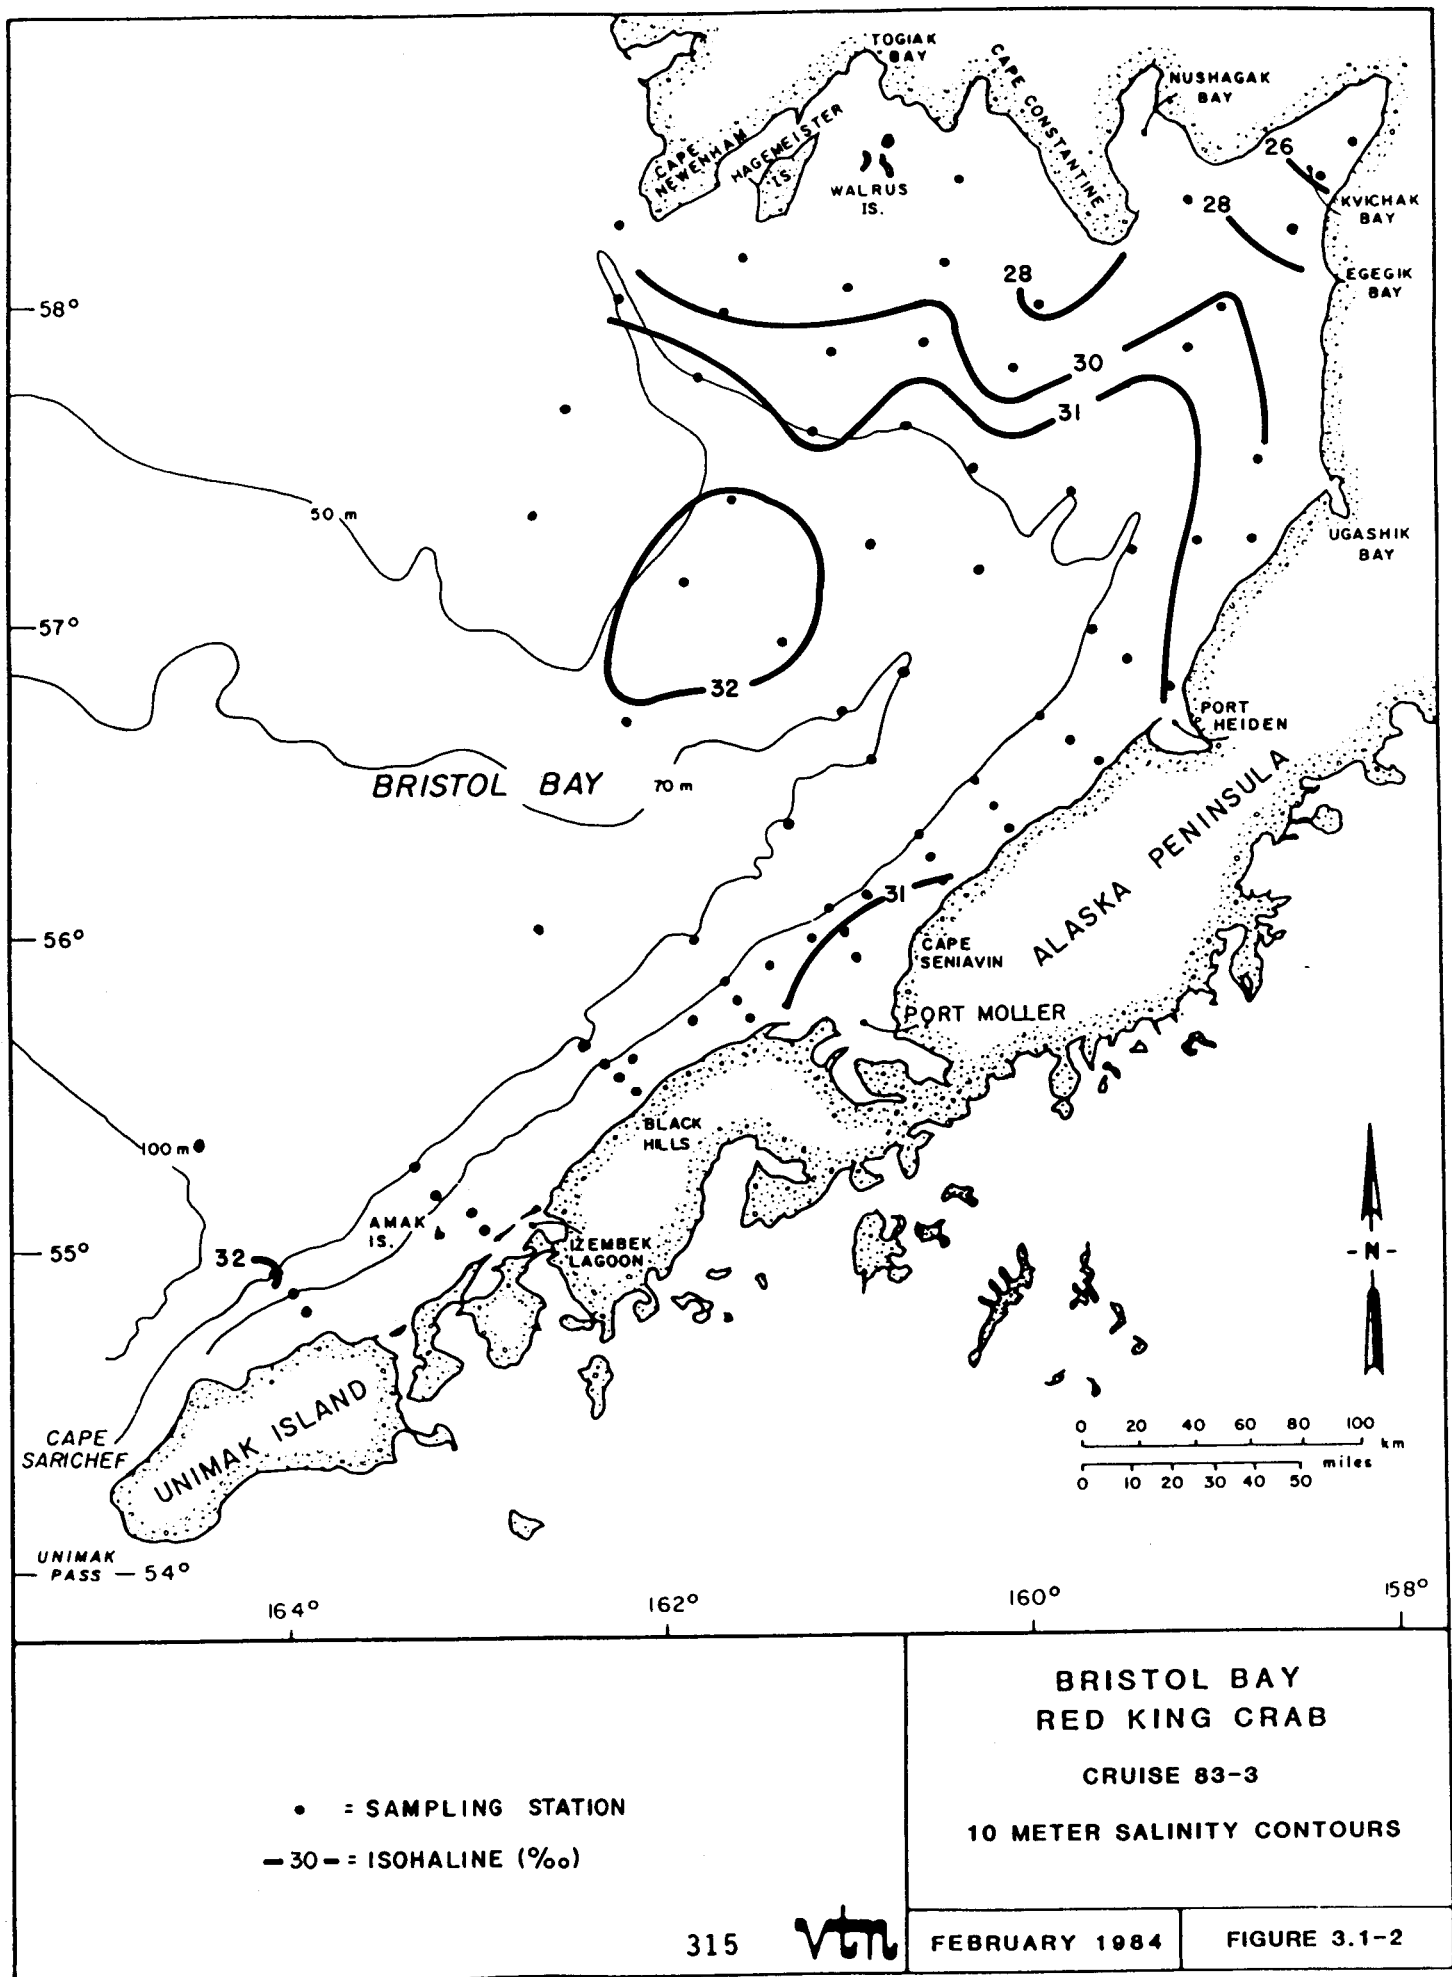 TOGIAK
BAY
CAPE CONSTANTINE
NUSHAGAK
BAY
CAPE
NEWENHAM
HAGEMEISTER
IS.
WALRUS
IS.
26
KVICHAK
BAY
28
EGEGIK
BAY
28
58°
30
31
50 m
UGASHIK
BAY
57°
32
PORT
HEIDEN
BRISTOL BAY
70 m
ALASKA PENINSULA
31
56°
CAPE
SENIAVIN
PORT MOLLER
BLACK
HILLS
100 m
AMAK
IS.
55°
32
IZEMBEK
LAGOON
-N-
UNIMAK ISLAND
CAPE
SARICHEF
0 20 40 60 80 100
km
miles
0 10 20 30 40 50
UNIMAK
PASS
54°
164°
162°
160°
158°
BRISTOL BAY
RED KING CRAB
CRUISE 83-3
10 METER SALINITY CONTOURS
• = SAMPLING STATION
—30— = ISOHALINE (‰)
315
vtn
FEBRUARY 1984
FIGURE 3.1-2